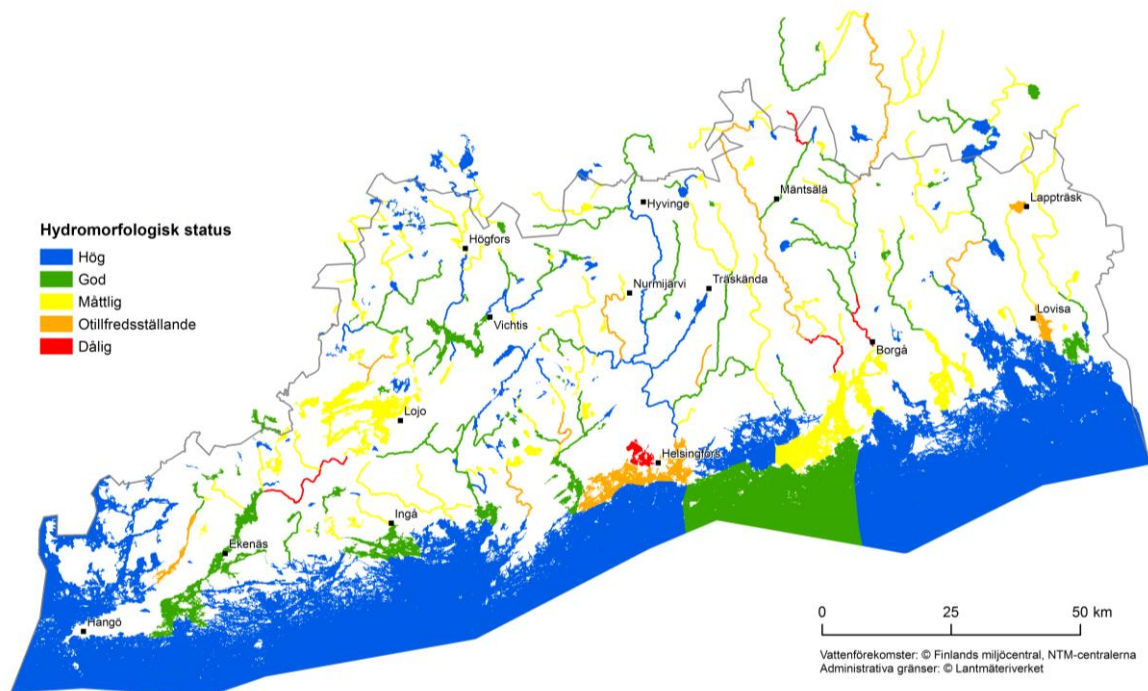 Hydromorfologisk status
Hög
God
Måttlig
Otillfredsställande
Dålig
Mäntsälä
Lappträsk
Hyvinge
Högfors
Träskända
Nurmijärvi
Vichtis
Lovisa
Borgå
Lojo
Helsingfors
Ingå
Ekenäs
Hangö
0 25 50 km
Vattenförekomster: © Finlands miljöcentral, NTM-centralerna
Administrativa gränser: © Lantmäteriverket